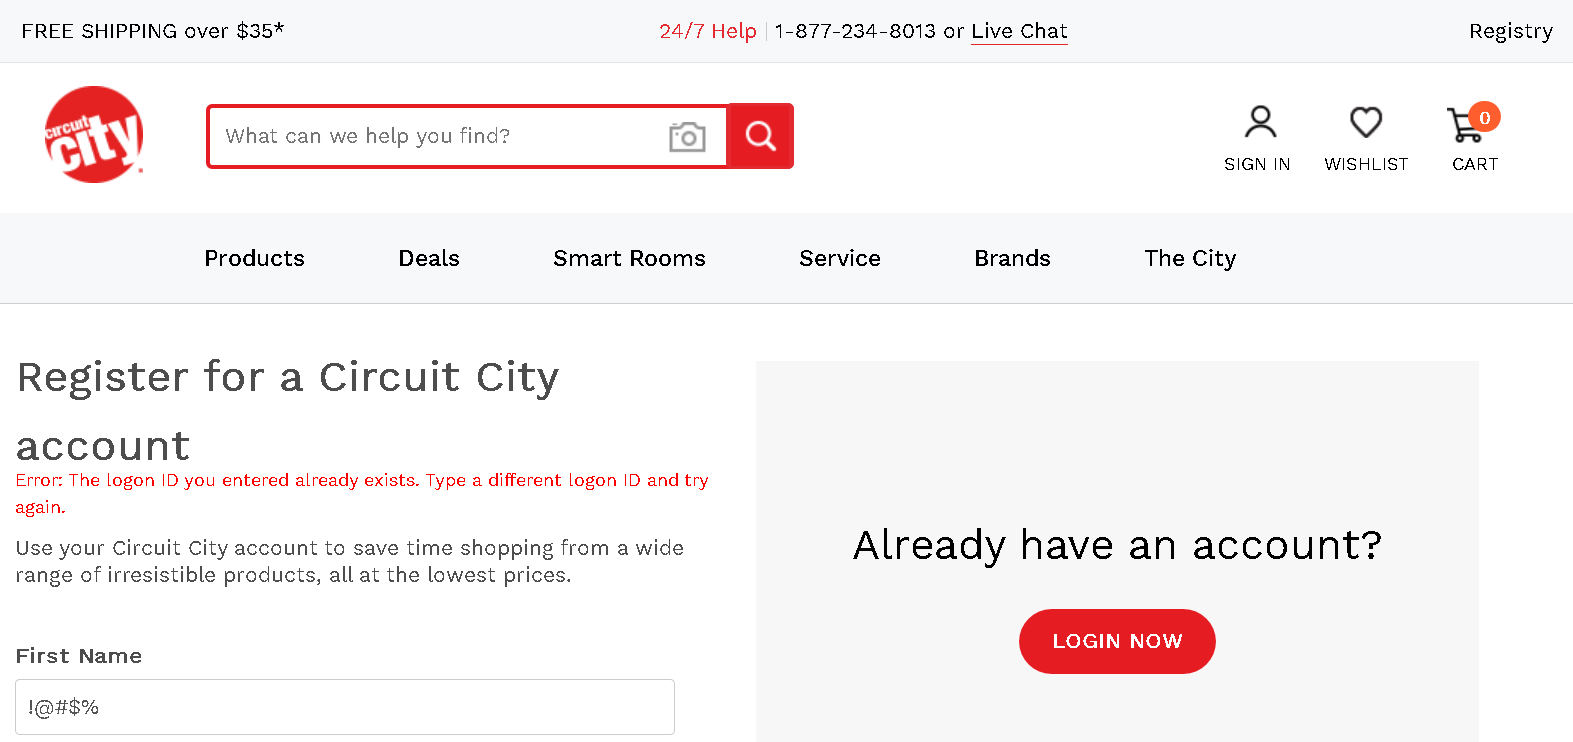 FREE SHIPPING over $35*
24/7 Help | 1-877-234-8013 or Live Chat
Registry
circuit
city
What can we help you find?
SIGN IN
WISHLIST
0
CART
Products
Deals
Smart Rooms
Service
Brands
The City
Register for a Circuit City
account
Error: The logon ID you entered already exists. Type a different logon ID and try
again.
Use your Circuit City account to save time shopping from a wide
range of irresistible products, all at the lowest prices.
First Name
!@#$%
Already have an account?
LOGIN NOW